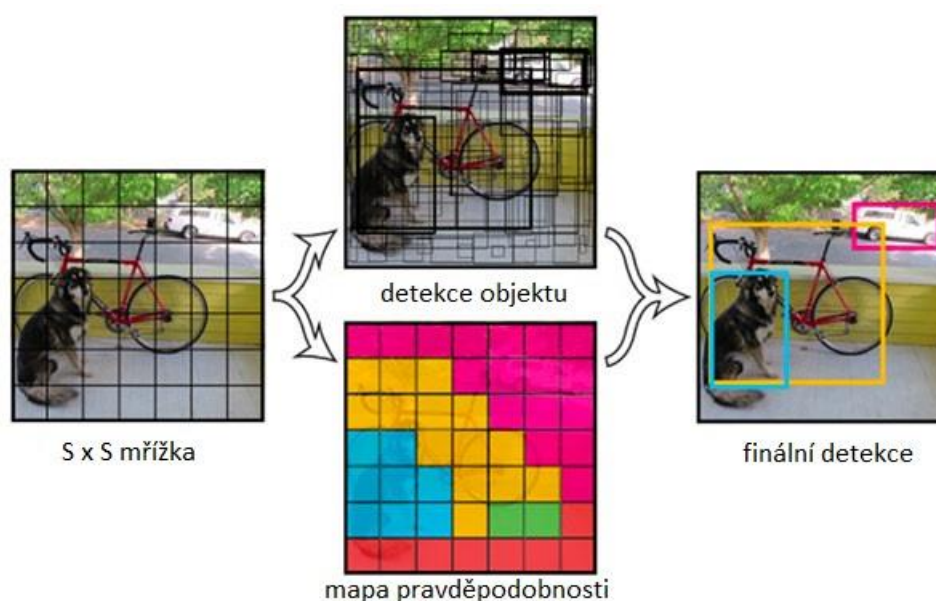 detekce objektu
S x S mřížka
finální detekce
mapa pravděpodobnosti